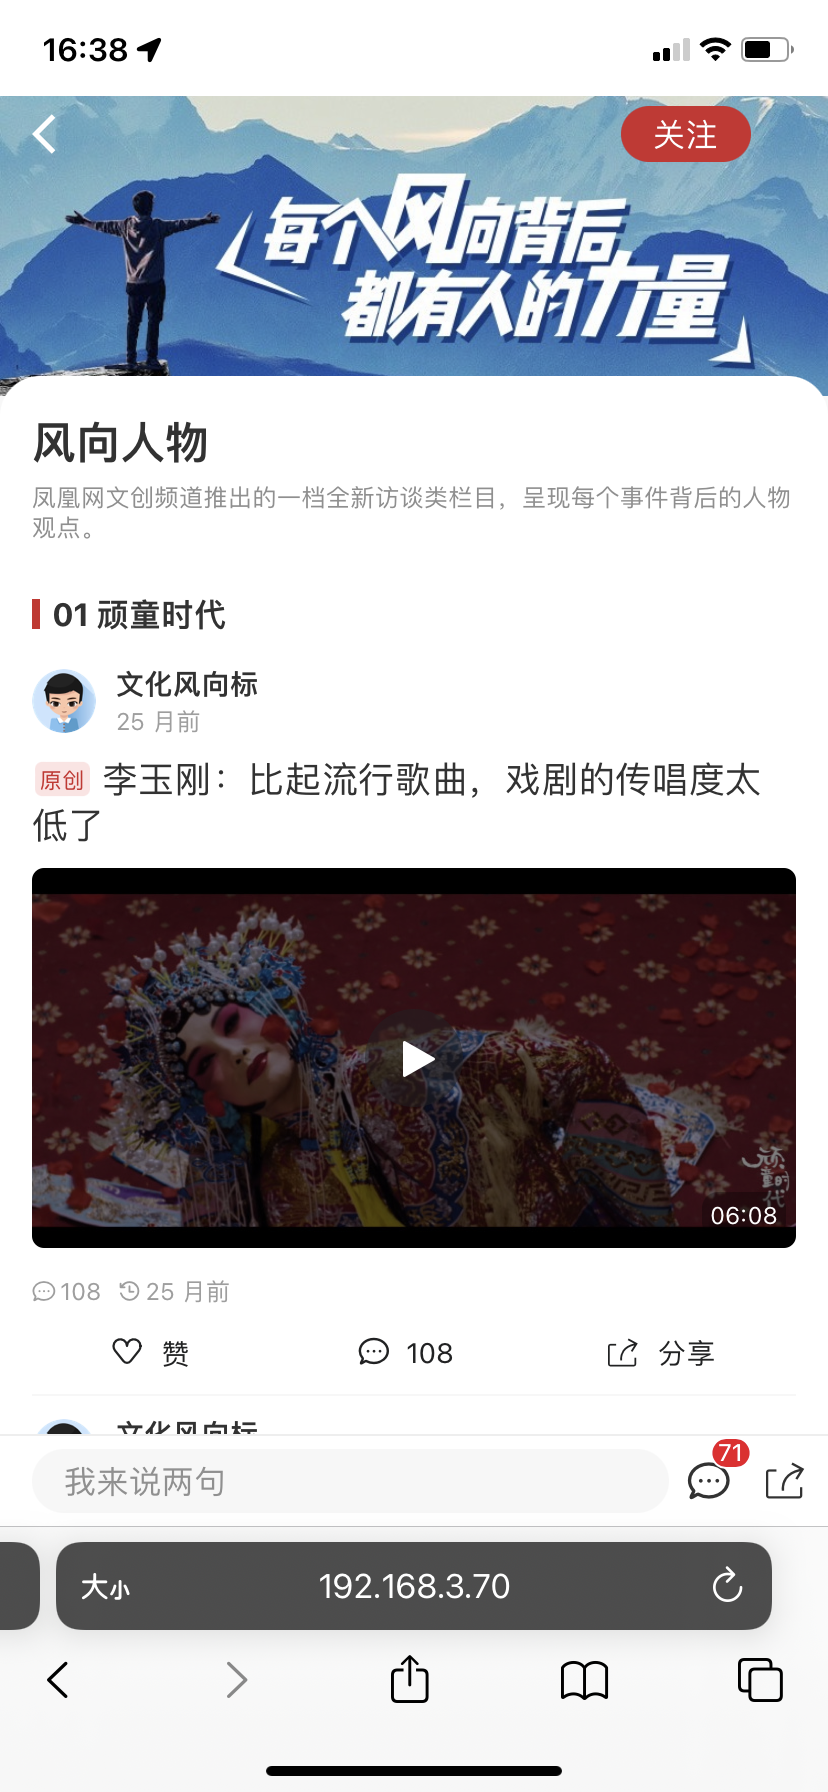 16:38
关注
每个风向背后
都有人的力量
风向人物
凤凰网文创频道推出的一档全新访谈类栏目，呈现每个事件背后的人物
观点。
01 顽童时代
文化风向标
25 月前
原创 李玉刚：比起流行歌曲，戏剧的传唱度太
低了
顽童时代
06:08
108 25 月前
赞 108 分享
文化风向标
我来说两句 71
大小 192.168.3.70